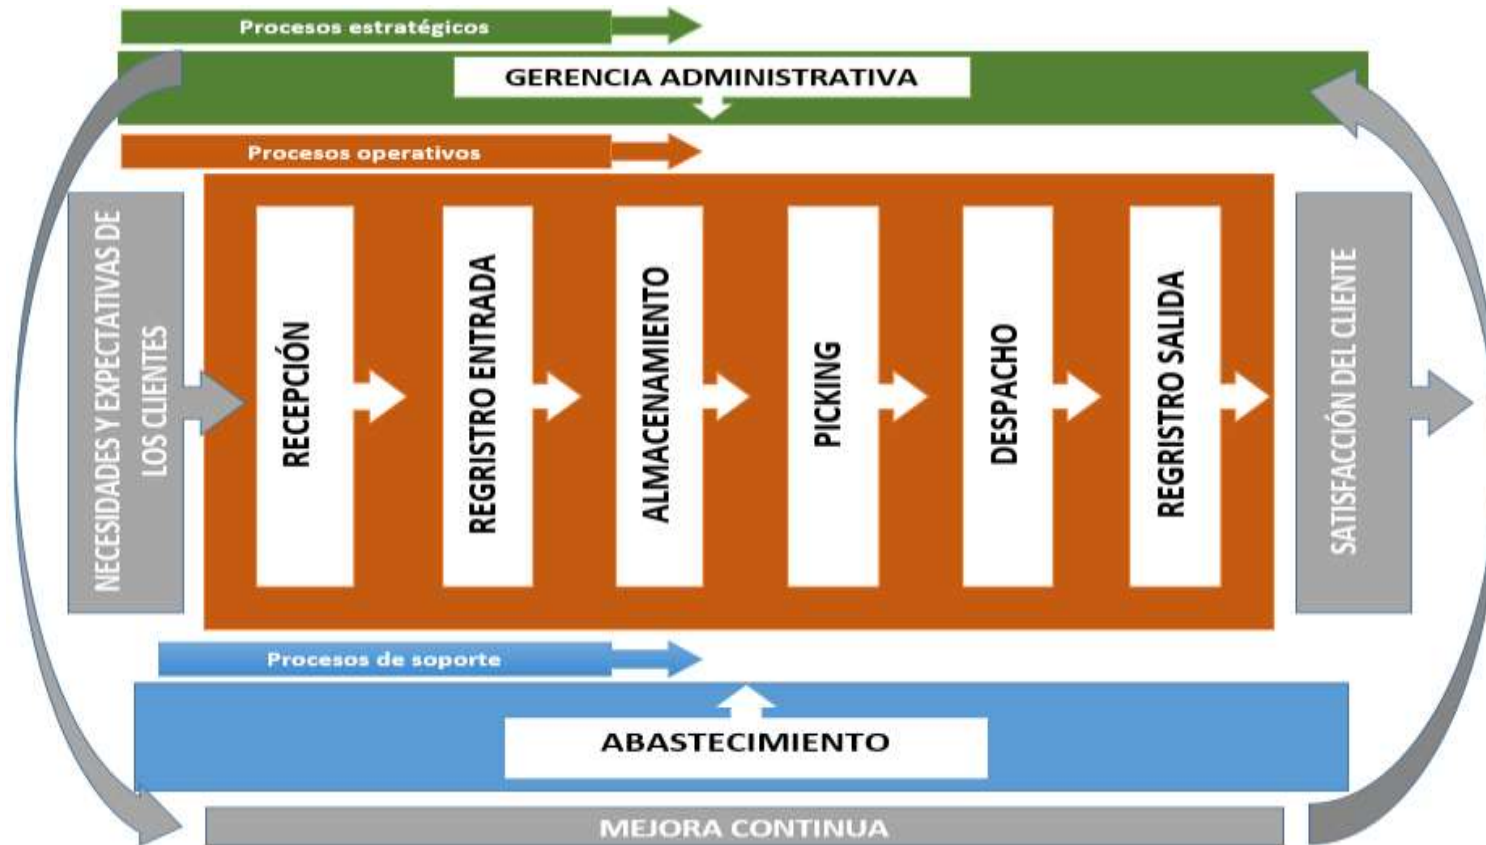 Procesos estratégicos
GERENCIA ADMINISTRATIVA
Procesos operativos
NECESIDADES Y EXPECTATIVAS DE
LOS CLIENTES
RECEPCIÓN
REGRISTRO ENTRADA
ALMACENAMIENTO
PICKING
DESPACHO
REGRISTRO SALIDA
SATISFACCIÓN DEL CLIENTE
Procesos de soporte
ABASTECIMIENTO
MEJORA CONTINUA